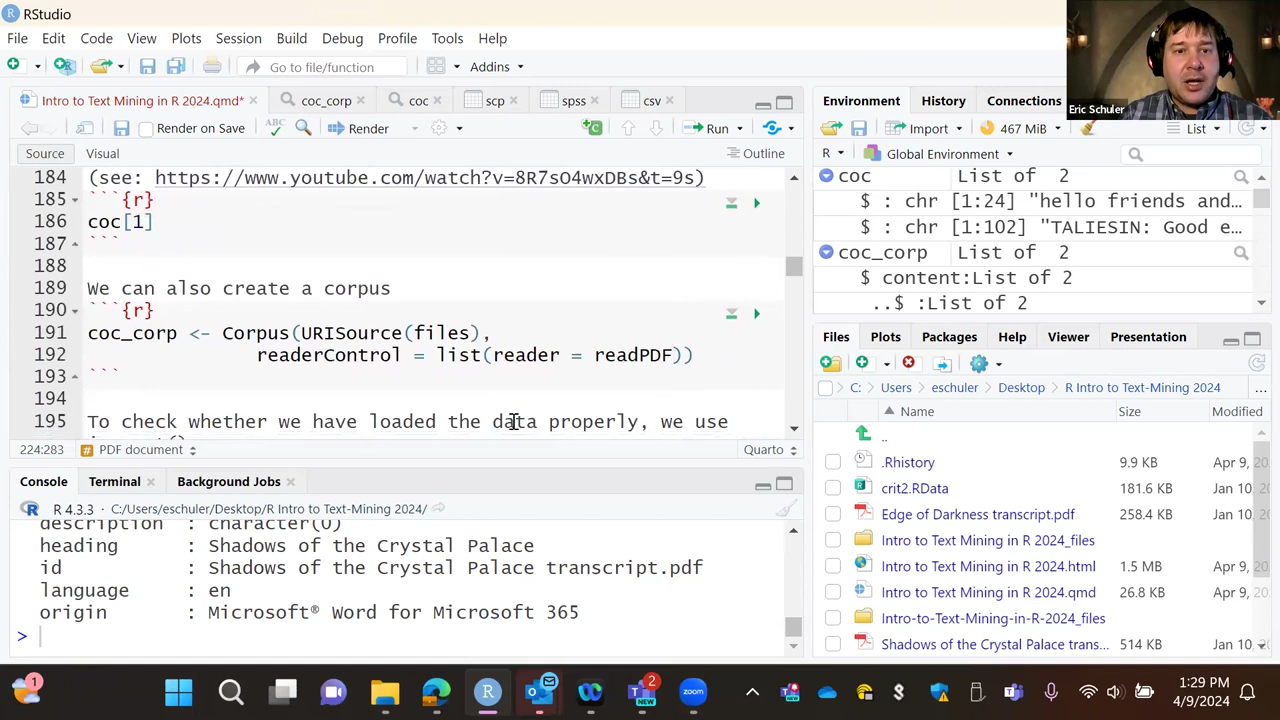 RStudio
File Edit Code View Plots Session Build Debug Profile Tools Help
Go to file/function Addins
Intro to Text Mining in R 2024.qmd* coc_corp coc scp spss csv
Render on Save ABC Render Run
Source Visual Outline
184 (see: https://www.youtube.com/watch?v=8R7sO4wxDBs&t=9s)
185 ```{r}
186 coc[1]
187 ```
188
189 We can also create a corpus
190 ```{r}
191 coc_corp <- Corpus(URISource(files),
192 readerControl = list(reader = readPDF))
193 ```
194
195 To check whether we have loaded the data properly, we use
224:283 PDF document Quarto
Console Terminal Background Jobs
R 4.3.3 · C:/Users/eschuler/Desktop/R Intro to Text-Mining 2024/
description : character(0)
heading : Shadows of the Crystal Palace
id : Shadows of the Crystal Palace transcript.pdf
language : en
origin : Microsoft® Word for Microsoft 365
>
Eric Schuler
Environment History Connections
Import 467 MiB List
R Global Environment
coc List of 2
$ : chr [1:24] "hello friends and…
$ : chr [1:102] "TALIESIN: Good e…
coc_corp List of 2
$ content:List of 2
..$ :List of 2
Files Plots Packages Help Viewer Presentation
C: Users eschuler Desktop R Intro to Text-Mining 2024 ...
Name Size Modified
..
.Rhistory 9.9 KB Apr 9, 20
crit2.RData 181.6 KB Jan 10,
Edge of Darkness transcript.pdf 258.4 KB Jan 10,
Intro to Text Mining in R 2024_files
Intro to Text Mining in R 2024.html 1.5 MB Apr 9, 20
Intro to Text Mining in R 2024.qmd 26.8 KB Apr 9, 20
Intro-to-Text-Mining-in-R-2024_files
Shadows of the Crystal Palace trans... 514 KB Jan 10,
1 2 zoom
1:29 PM
4/9/2024